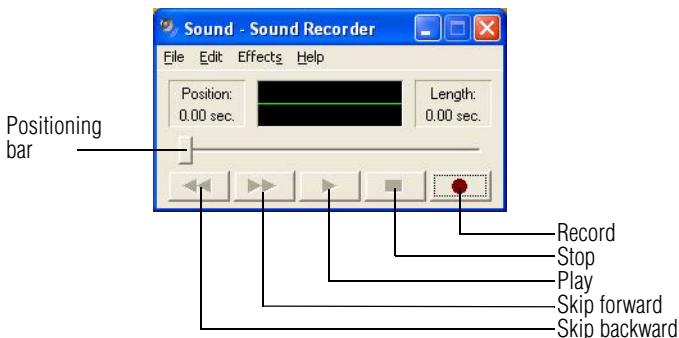 Sound - Sound Recorder
File Edit Effects Help
Position:
0.00 sec.
Length:
0.00 sec.
Positioning
bar
Record
Stop
Play
Skip forward
Skip backward